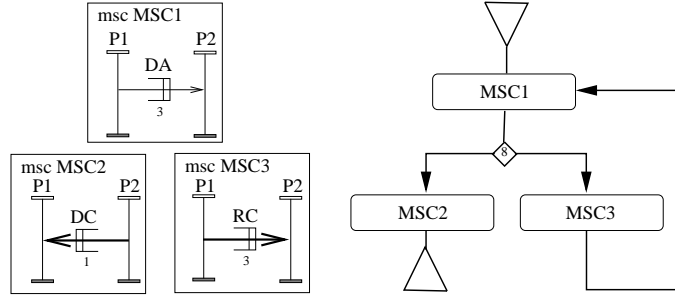 msc MSC1
P1 P2
DA
3
msc MSC2
P1 P2
DC
1
msc MSC3
P1 P2
RC
3
MSC1
8
MSC2 MSC3